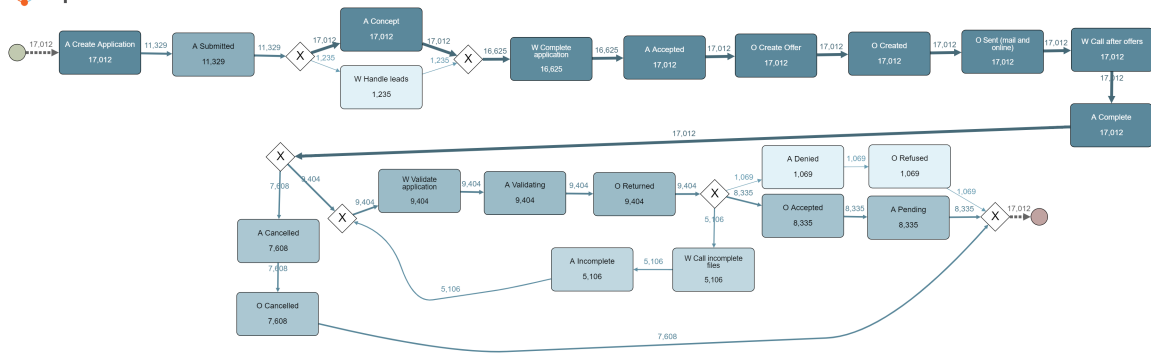 17,012
A Create Application
17,012
11,329
A Submitted
11,329
11,329
X
17,012
A Concept
17,012
17,012
1,235
W Handle leads
1,235
1,235
X
16,625
W Complete
application
16,625
16,625
A Accepted
17,012
17,012
O Create Offer
17,012
17,012
O Created
17,012
17,012
O Sent (mail and
online)
17,012
17,012
W Call after offers
17,012
17,012
A Complete
17,012
17,012
X
7,608
9,404
A Cancelled
7,608
7,608
O Cancelled
7,608
7,608
X
9,404
W Validate
application
9,404
9,404
A Validating
9,404
9,404
O Returned
9,404
9,404
X
1,069
A Denied
1,069
1,069
O Refused
1,069
1,069
8,335
O Accepted
8,335
8,335
A Pending
8,335
8,335
5,106
W Call incomplete
files
5,106
5,106
A Incomplete
5,106
5,106
X
17,012